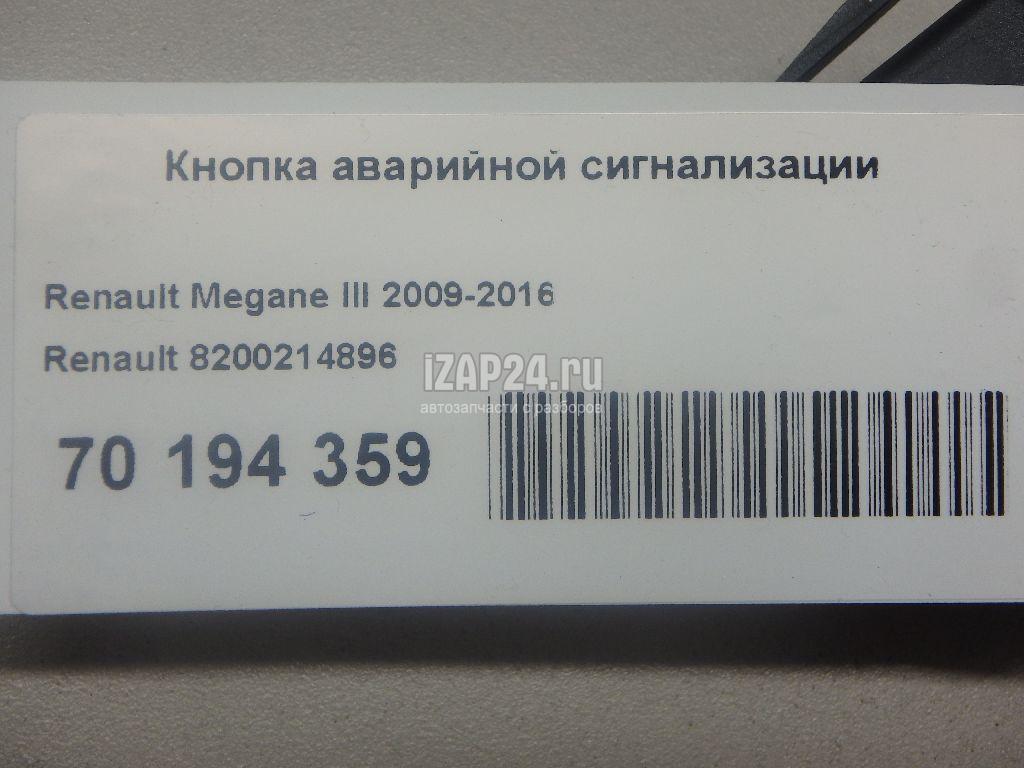 Кнопка аварийной сигнализации
Renault Megane III 2009-2016
Renault 8200214896
iZAP24.ru
автозапчасти с разборов
70 194 359